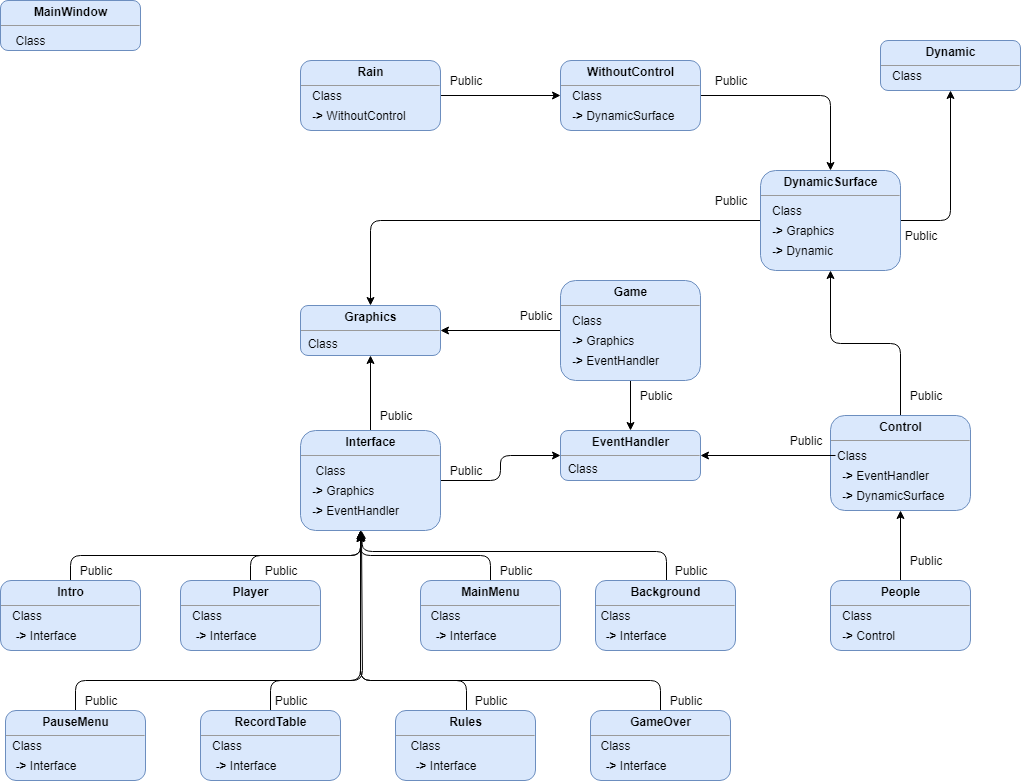 MainWindow
Class
Dynamic
Class
Rain
Class
-> WithoutControl
Public
WithoutControl
Class
-> DynamicSurface
Public
DynamicSurface
Class
-> Graphics
-> Dynamic
Public
Public
Graphics
Class
Public
Game
Class
-> Graphics
-> EventHandler
Public
Public
Interface
Class
-> Graphics
-> EventHandler
Public
EventHandler
Class
Public
Public
Control
Class
-> EventHandler
-> DynamicSurface
Public
Intro
Class
-> Interface
Public
Player
Class
-> Interface
Public
MainMenu
Class
-> Interface
Public
Background
Class
-> Interface
Public
People
Class
-> Control
Public
PauseMenu
Class
-> Interface
Public
RecordTable
Class
-> Interface
Public
Rules
Class
-> Interface
Public
GameOver
Class
-> Interface